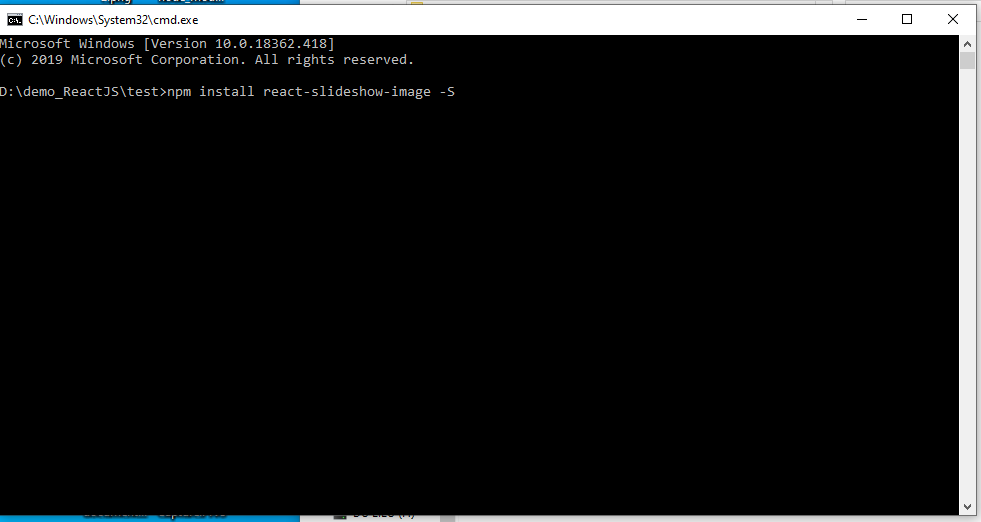 C:\Windows\System32\cmd.exe
Microsoft Windows [Version 10.0.18362.418]
(c) 2019 Microsoft Corporation. All rights reserved.
D:\demo_ReactJS\test>npm install react-slideshow-image -S